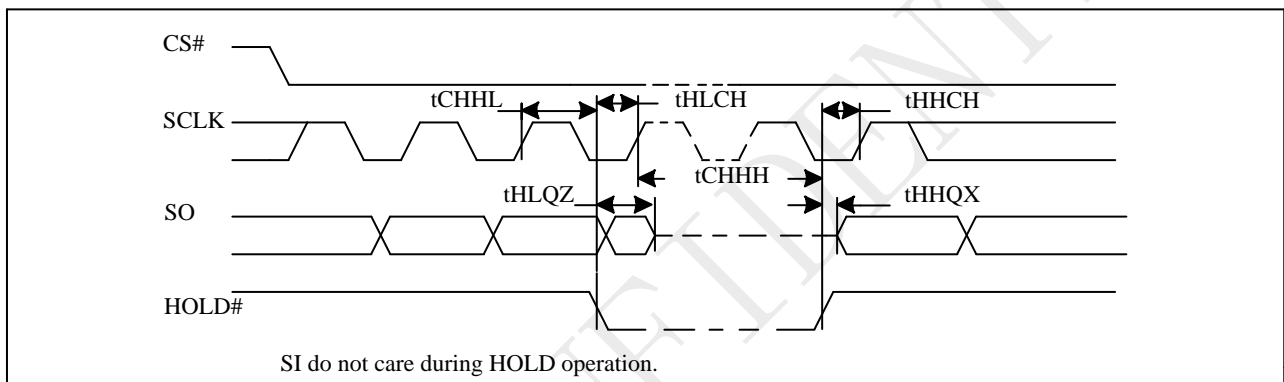 CS#
tCHHL
tHLCH
tHHCH
SCLK
tCHHH
tHLQZ
tHHQX
SO
HOLD#
SI do not care during HOLD operation.